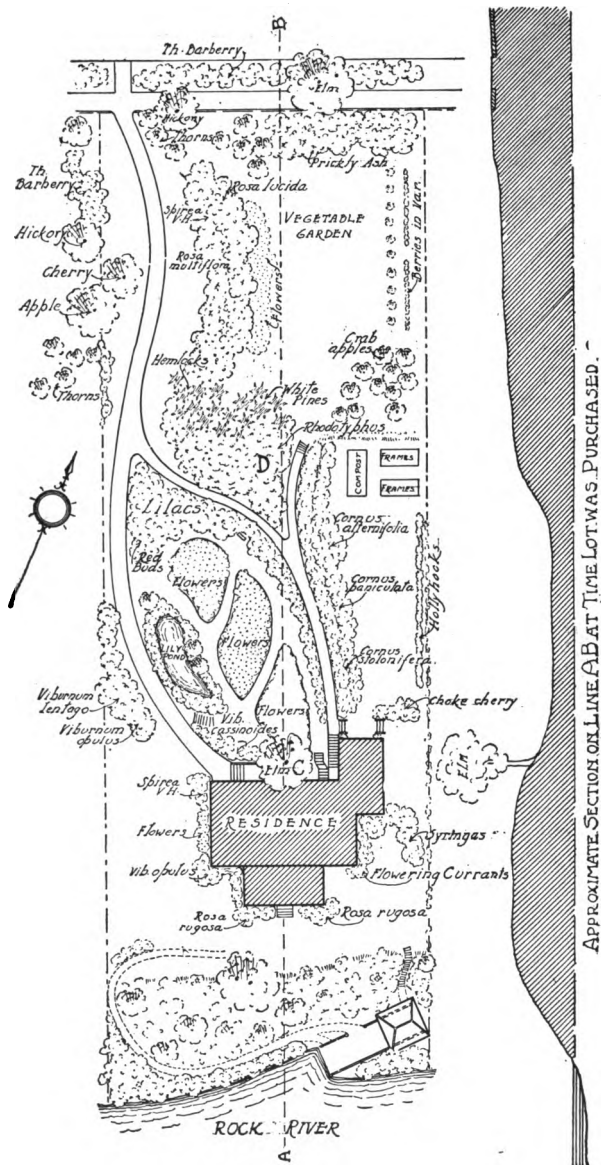 B
Th. Barberry
Elm
Hickory
Thorns
Prickly Ash
Th.
Barberry
Rosa lucida
Spirea
V.H.
VEGETABLE
GARDEN
Berries in Var.
Hickory
Rosa
multiflora
Flowers
Cherry
Apple
Crab
apples
Hemlocks
White
Pines
Thorns
Rhodotyphus
D
COMPOST
FRAMES
FRAMES
Lilacs
Cornus
alternifolia
Red
Buds
Flowers
Hollyhocks
Cornus
paniculata
Flowers
LILY
POND
Cornus
stolonifera
Viburnum
lentago
Vib.
cassinoides
Flowers
Choke cherry
Viburnum
opulus
Elm
C
Elm
Spirea
V.H.
RESIDENCE
Flowers
Syringas
Vib. opulus
Flowering Currants
Rosa
rugosa
Rosa rugosa
ROCK RIVER
A
APPROXIMATE SECTION ON LINE AB AT TIME LOT WAS PURCHASED.